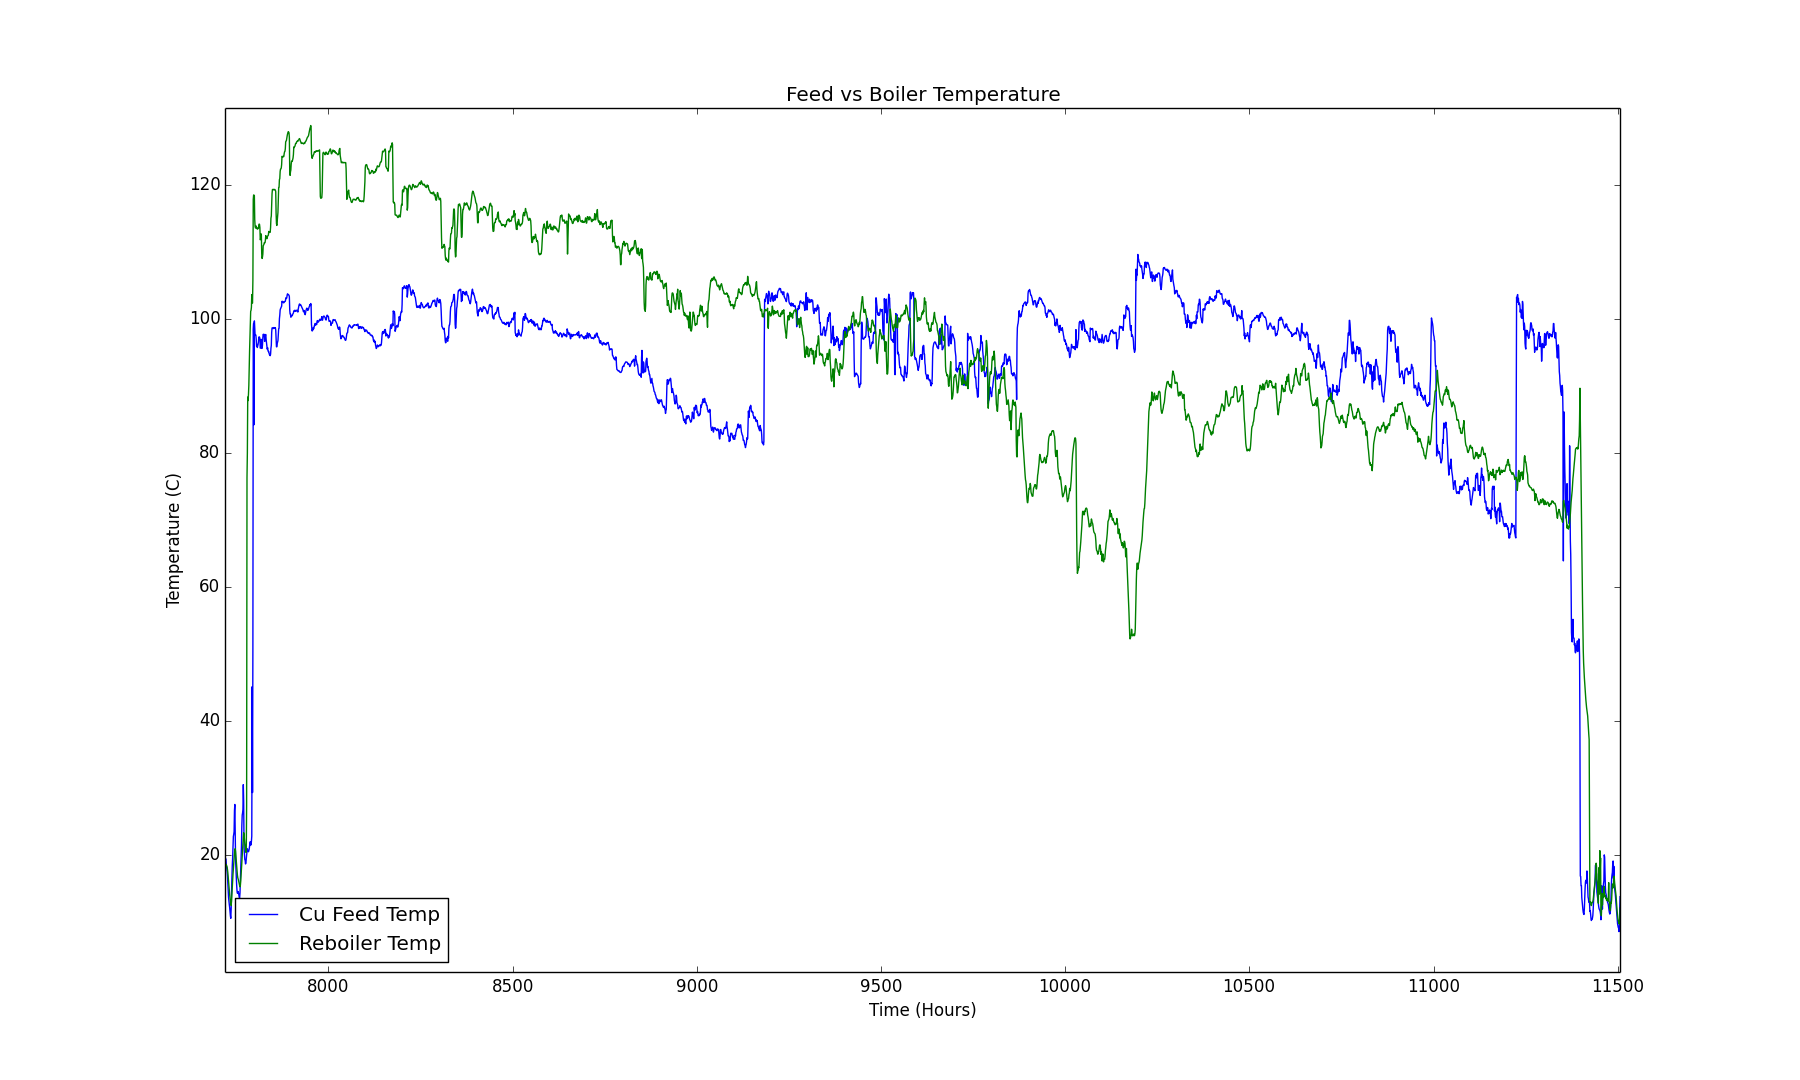 Feed vs Boiler Temperature
Temperature (C)
120
100
80
60
40
20
Cu Feed Temp
Reboiler Temp
8000 8500 9000 9500 10000 10500 11000 11500
Time (Hours)